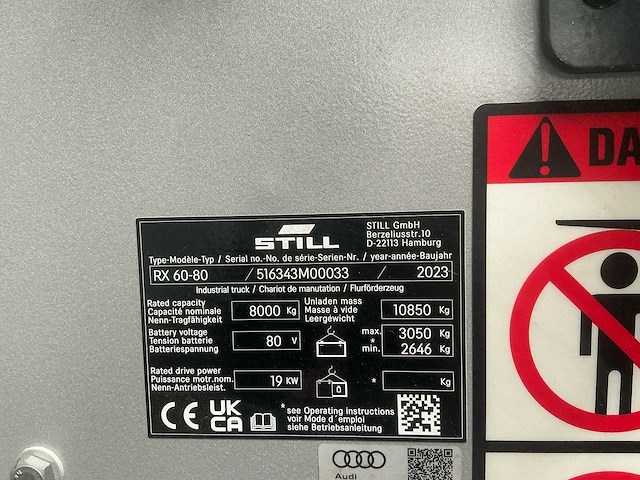 STILL
STILL GmbH
Berzeliusstr.10
D-22113 Hamburg
Type-Modèle-Typ / Serial no.-No. de série-Serien-Nr. / year-année-Baujahr
RX 60-80 / 516343M00033 / 2023
Industrial truck / Chariot de manutation / Flurförderzeug
Rated capacity
Capacité nominale
Nenn-Tragfähigkeit
8000 Kg
Unladen mass
Masse à vide
Leergewicht
10850 Kg
Battery voltage
Tension batterie
Batteriespannung
80 V
max.
*
min.
3050 Kg
2646 Kg
Rated drive power
Puissance motr.nom.
Nenn-Antriebsleist.
19 KW
* Kg
CE UK
CA
*see Operating instructions
voir Mode d'emploi
siehe Betriebsanleitung
Audi
DA